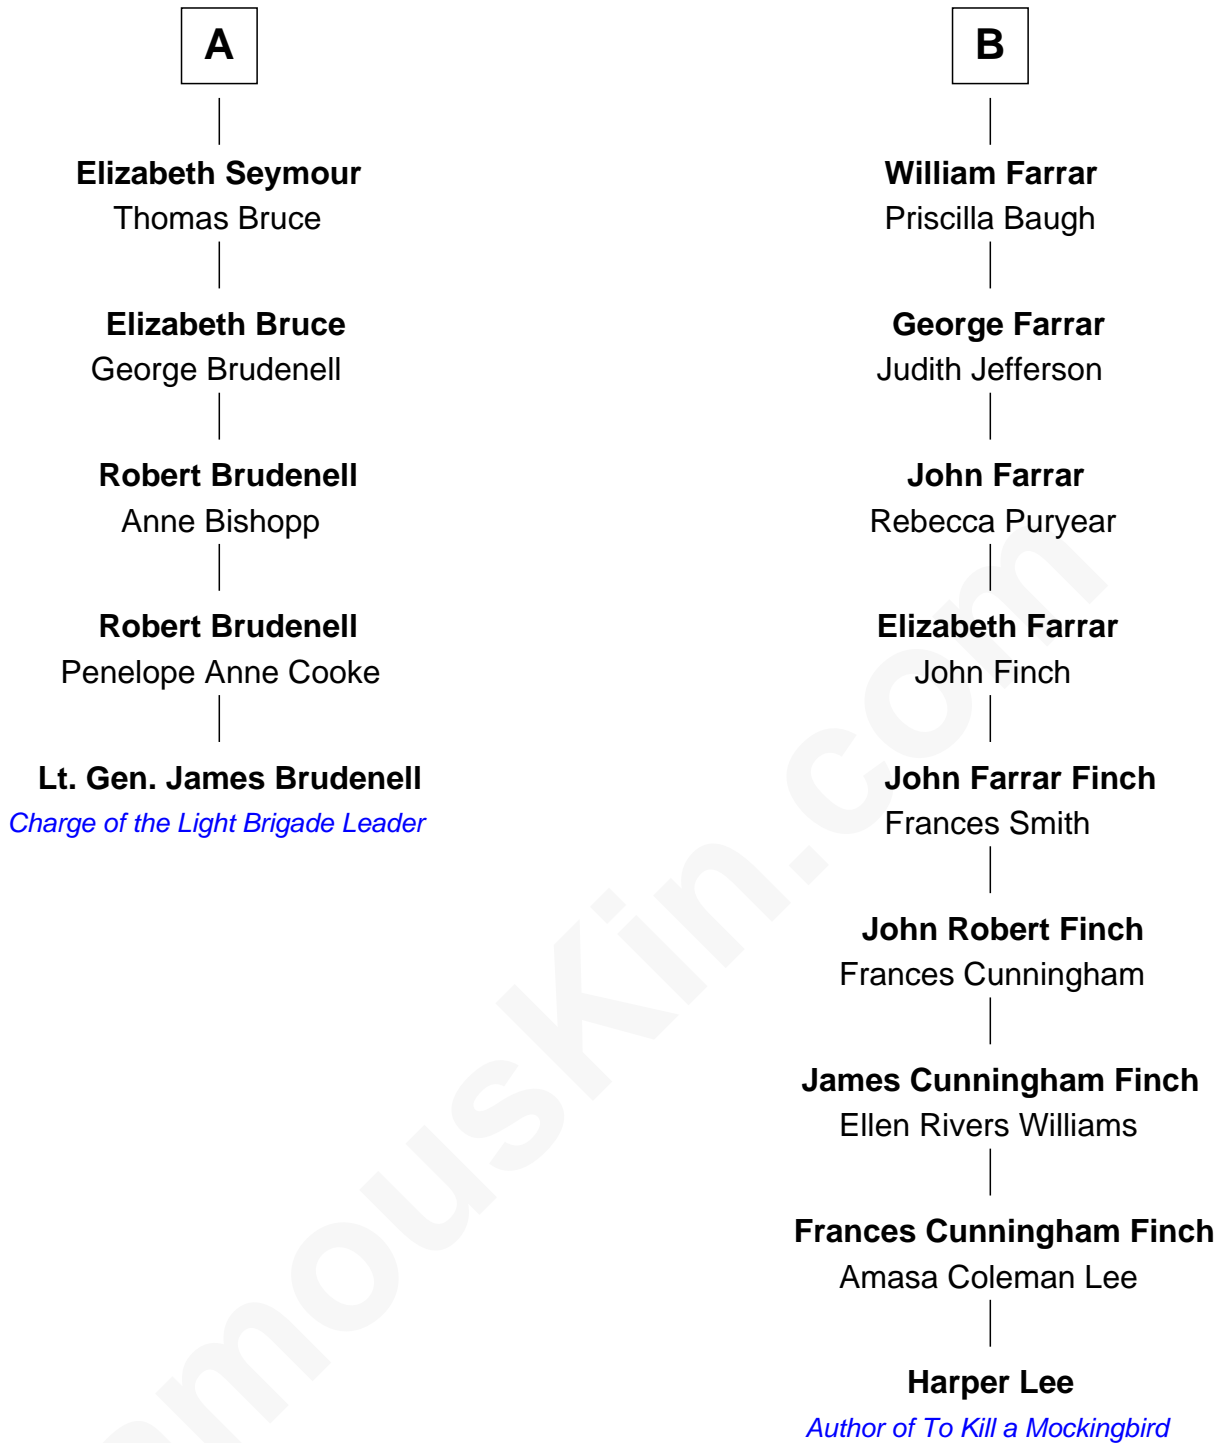 A
Elizabeth Seymour
Thomas Bruce
Elizabeth Bruce
George Brudenell
Robert Brudenell
Anne Bishopp
Robert Brudenell
Penelope Anne Cooke
Lt. Gen. James Brudenell
Charge of the Light Brigade Leader
B
William Farrar
Priscilla Baugh
George Farrar
Judith Jefferson
John Farrar
Rebecca Puryear
Elizabeth Farrar
John Finch
John Farrar Finch
Frances Smith
John Robert Finch
Frances Cunningham
James Cunningham Finch
Ellen Rivers Williams
Frances Cunningham Finch
Amasa Coleman Lee
Harper Lee
Author of To Kill a Mockingbird
amouskin.com